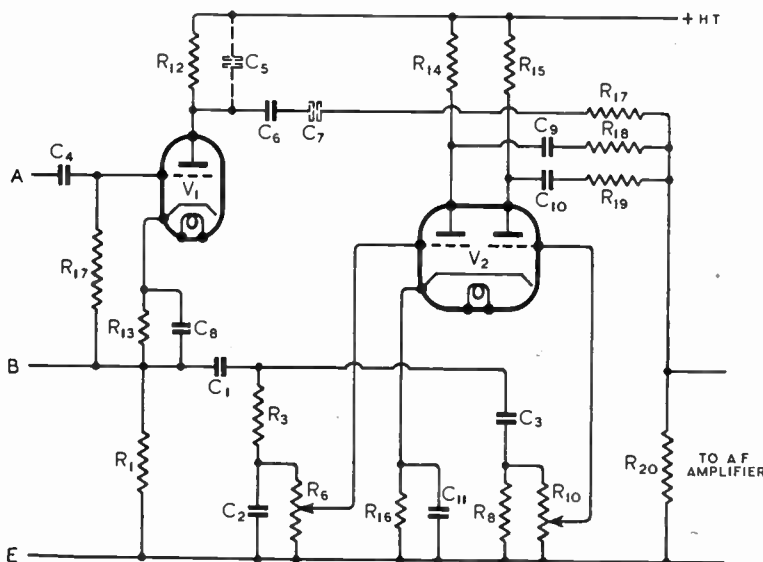 + HT
R12
C5
R14
R15
R17
C6
C7
C9
R18
C4
A
V1
C10
R19
V2
R17
R13
C8
B
C1
R3
C3
R1
R6
C2
R16
C11
R8
R10
R20
TO A F
AMPLIFIER
E